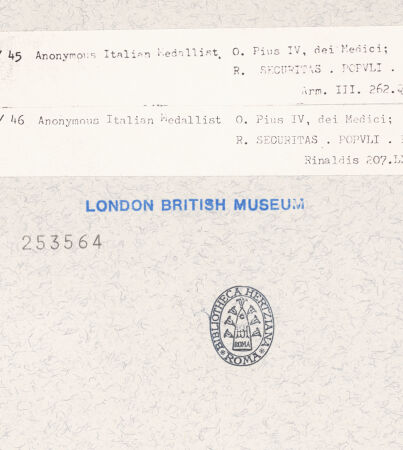 / 45 Anonymous Italian Medallist, O. Pius IV, dei Medici;
R. SECURITAS . POPVLI .
Arm. III. 262.
/ 46 Anonymous Italian Medallist O. Pius IV, dei Medici;
R. SECURITAS . POPVLI .
Rinaldis 207.
LONDON BRITISH MUSEUM
253564
BIBLIOTHECA HERTZIANA
ROMA
ROMA